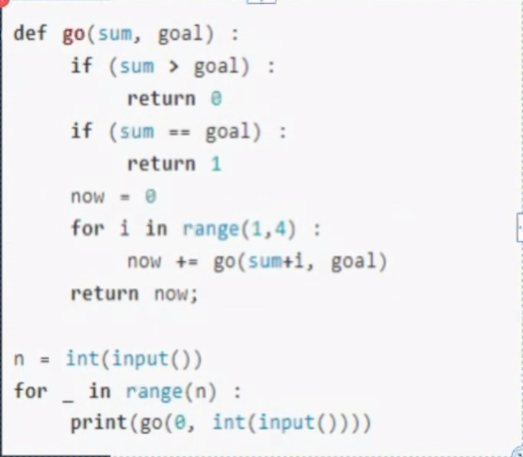 def go(sum, goal) :
if (sum > goal) :
return 0
if (sum == goal) :
return 1
now = 0
for i in range(1,4) :
now += go(sum+i, goal)
return now;
n = int(input())
for _ in range(n) :
print(go(0, int(input())))